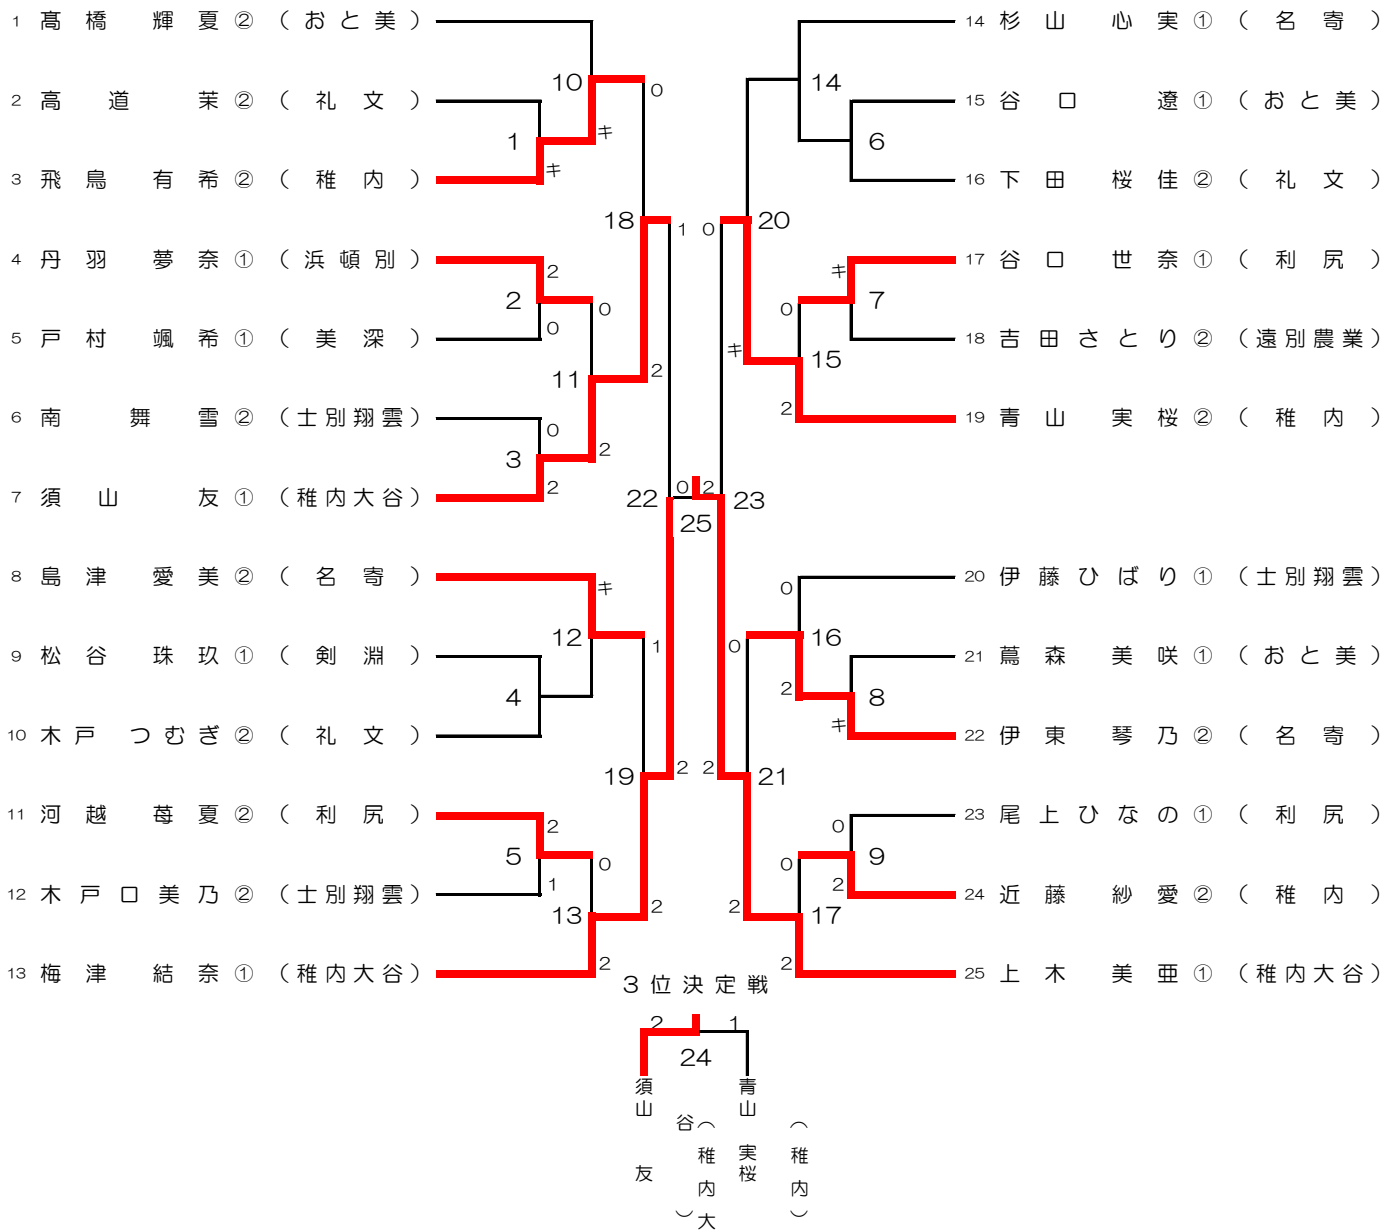 1 髙橋 輝夏 ② （おと美）
2 高道 茉 ② （礼文）
3 飛鳥 有希 ② （稚内）
4 丹羽 夢奈 ① （浜頓別）
5 戸村 颯希 ① （美深）
6 南 舞雪 ② （士別翔雲）
7 須山 友 ① （稚内大谷）
8 島津 愛美 ② （名寄）
9 松谷 珠玖 ① （剣淵）
10 木戸 つむぎ ② （礼文）
11 河越 苺夏 ② （利尻）
12 木戸口美乃 ② （士別翔雲）
13 梅津 結奈 ① （稚内大谷）
1
キ
2
2
0
3
0
2
4
5
2
1
10
キ
11
0
2
12
キ
13
0
2
18
0
2
19
1
2
22
1
2
25
0
2
23
0
2
20
キ
21
0
2
14
15
0
2
16
0
2
17
0
2
6
7
キ
8
キ
9
0
2
14 杉山 心実 ① （名寄）
15 谷口 遼 ① （おと美）
16 下田 桜佳 ② （礼文）
17 谷口 世奈 ① （利尻）
18 吉田さとり ② （遠別農業）
19 青山 実桜 ② （稚内）
20 伊藤ひばり ① （士別翔雲）
21 蔦森 美咲 ① （おと美）
22 伊東 琴乃 ② （名寄）
23 尾上ひなの ① （利尻）
24 近藤 紗愛 ② （稚内）
25 上木 美亜 ① （稚内大谷）
３位決定戦
2
1
24
須山 友
（稚内大谷）
青山 実桜
（稚内）